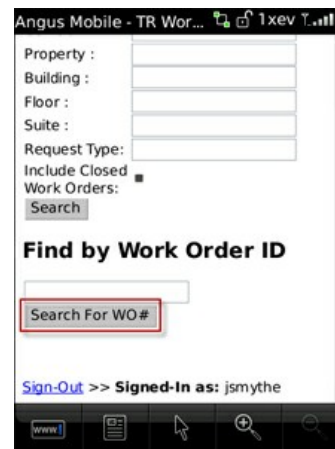 Angus Mobile - TR Wor... 1xev
Property :
Building :
Floor :
Suite :
Request Type:
Include Closed
Work Orders:
Search
Find by Work Order ID
Search For WO#
Sign-Out >> Signed-In as: jsmythe
www